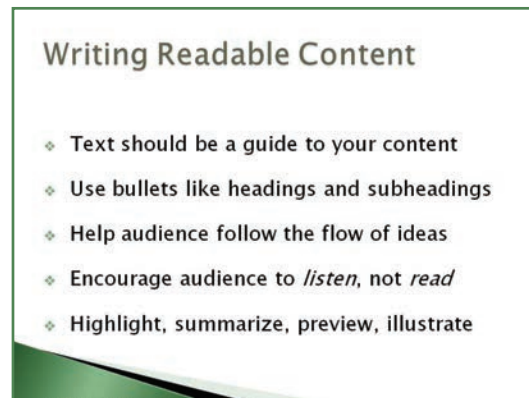 Writing Readable Content
Text should be a guide to your content
Use bullets like headings and subheadings
Help audience follow the flow of ideas
Encourage audience to listen, not read
Highlight, summarize, preview, illustrate